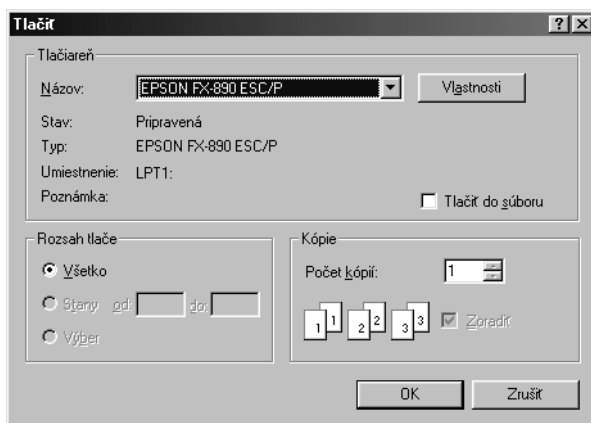 Tlačiť
Tlačiareň
Názov: EPSON FX-890 ESC/P Vlastnosti
Stav: Pripravená
Typ: EPSON FX-890 ESC/P
Umiestnenie: LPT1:
Poznámka: Tlačiť do súboru
Rozsah tlače
Všetko
Stany od: do:
Výber
Kópie
Počet kópií: 1
1 1 2 2 3 3 Zoradiť
OK Zrušiť